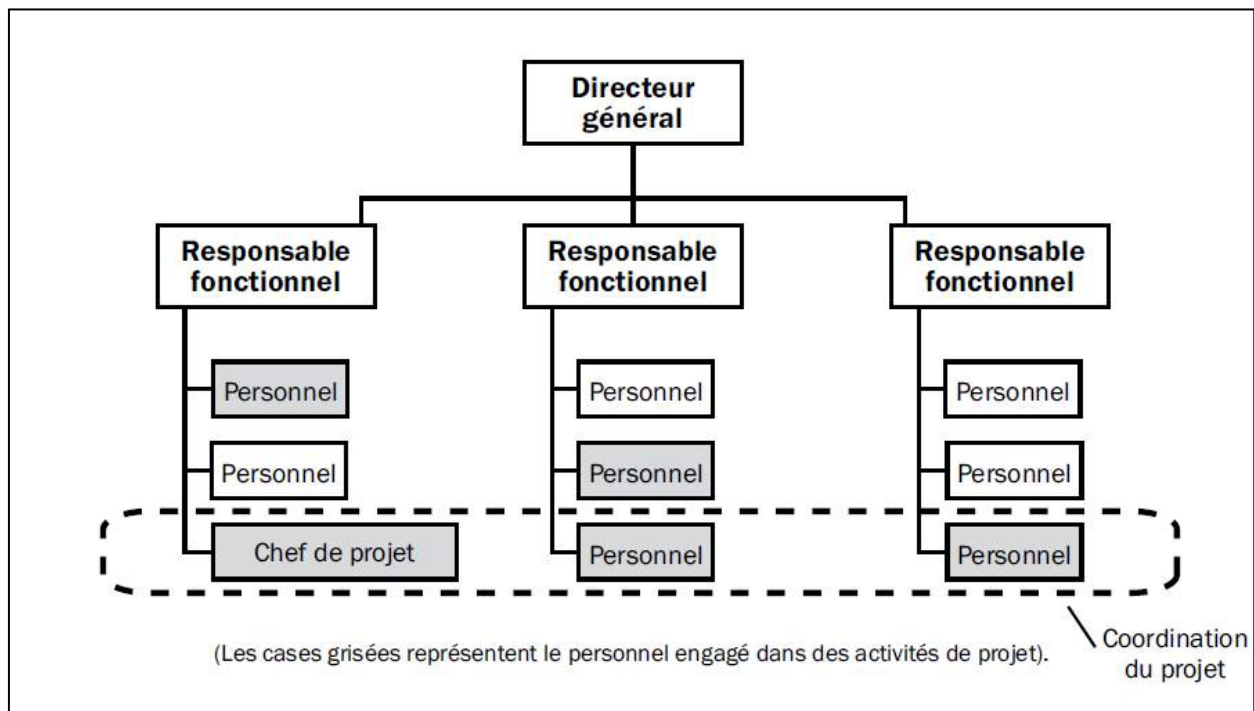 Directeur
général
Responsable
fonctionnel
Responsable
fonctionnel
Responsable
fonctionnel
Personnel
Personnel
Personnel
Personnel
Personnel
Personnel
Chef de projet
Personnel
Personnel
(Les cases grisées représentent le personnel engagé dans des activités de projet).
Coordination
du projet